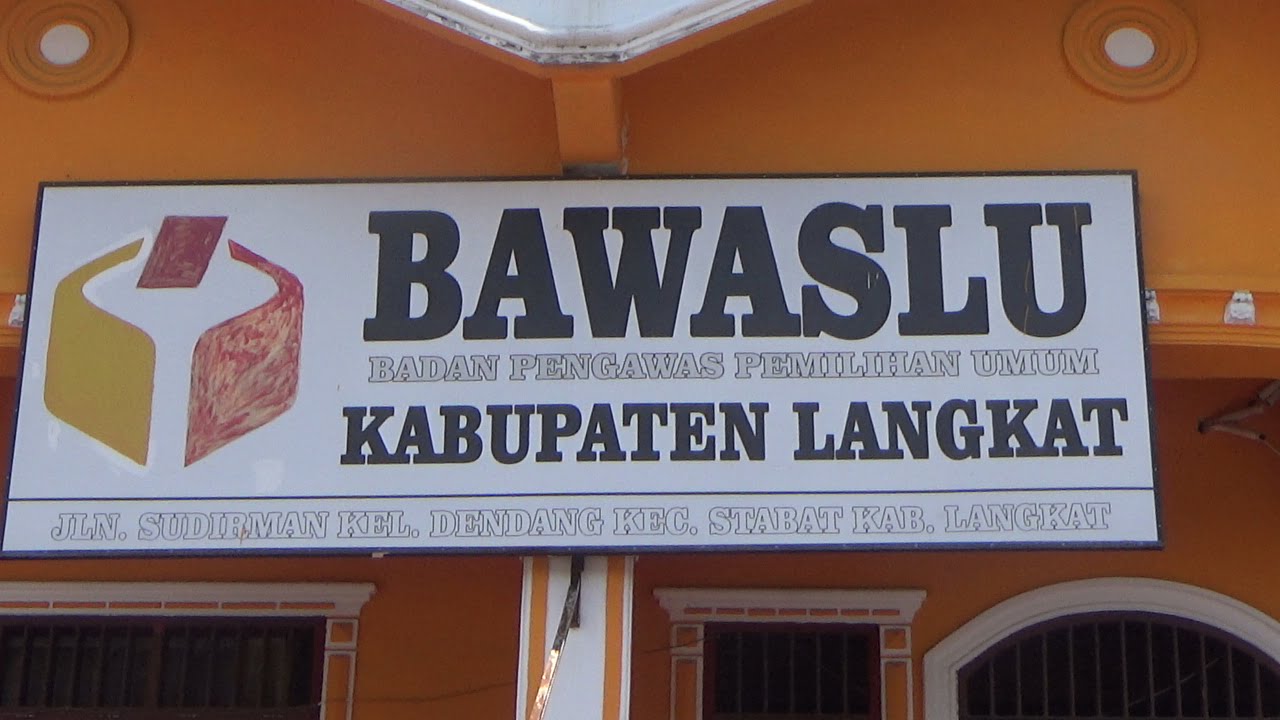 BAWASLU
BADAN PENGAWAS PEMILIHAN UMUM
KABUPATEN LANGKAT
JLN. SUDIRMAN KEL. DENDANG KEC. STABAT KAB. LANGKAT